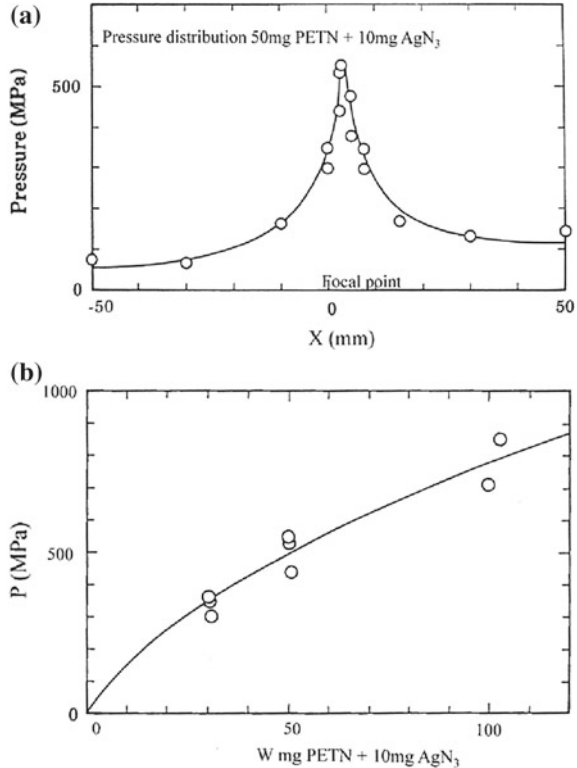 (a)
Pressure distribution 50mg PETN + 10mg AgN3
Pressure (MPa)
500
0
Focal point
-50
0
50
X (mm)
(b)
1000
P (MPa)
500
0
0
50
100
W mg PETN + 10mg AgN3